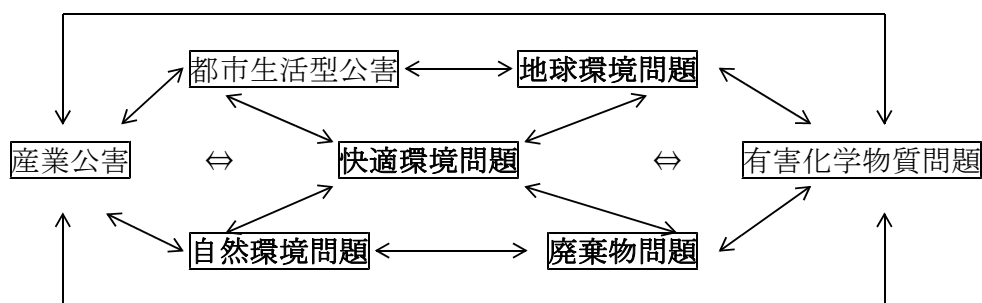 都市生活型公害 地球環境問題
産業公害 ⇔ 快適環境問題 ⇔ 有害化学物質問題
自然環境問題 廃棄物問題